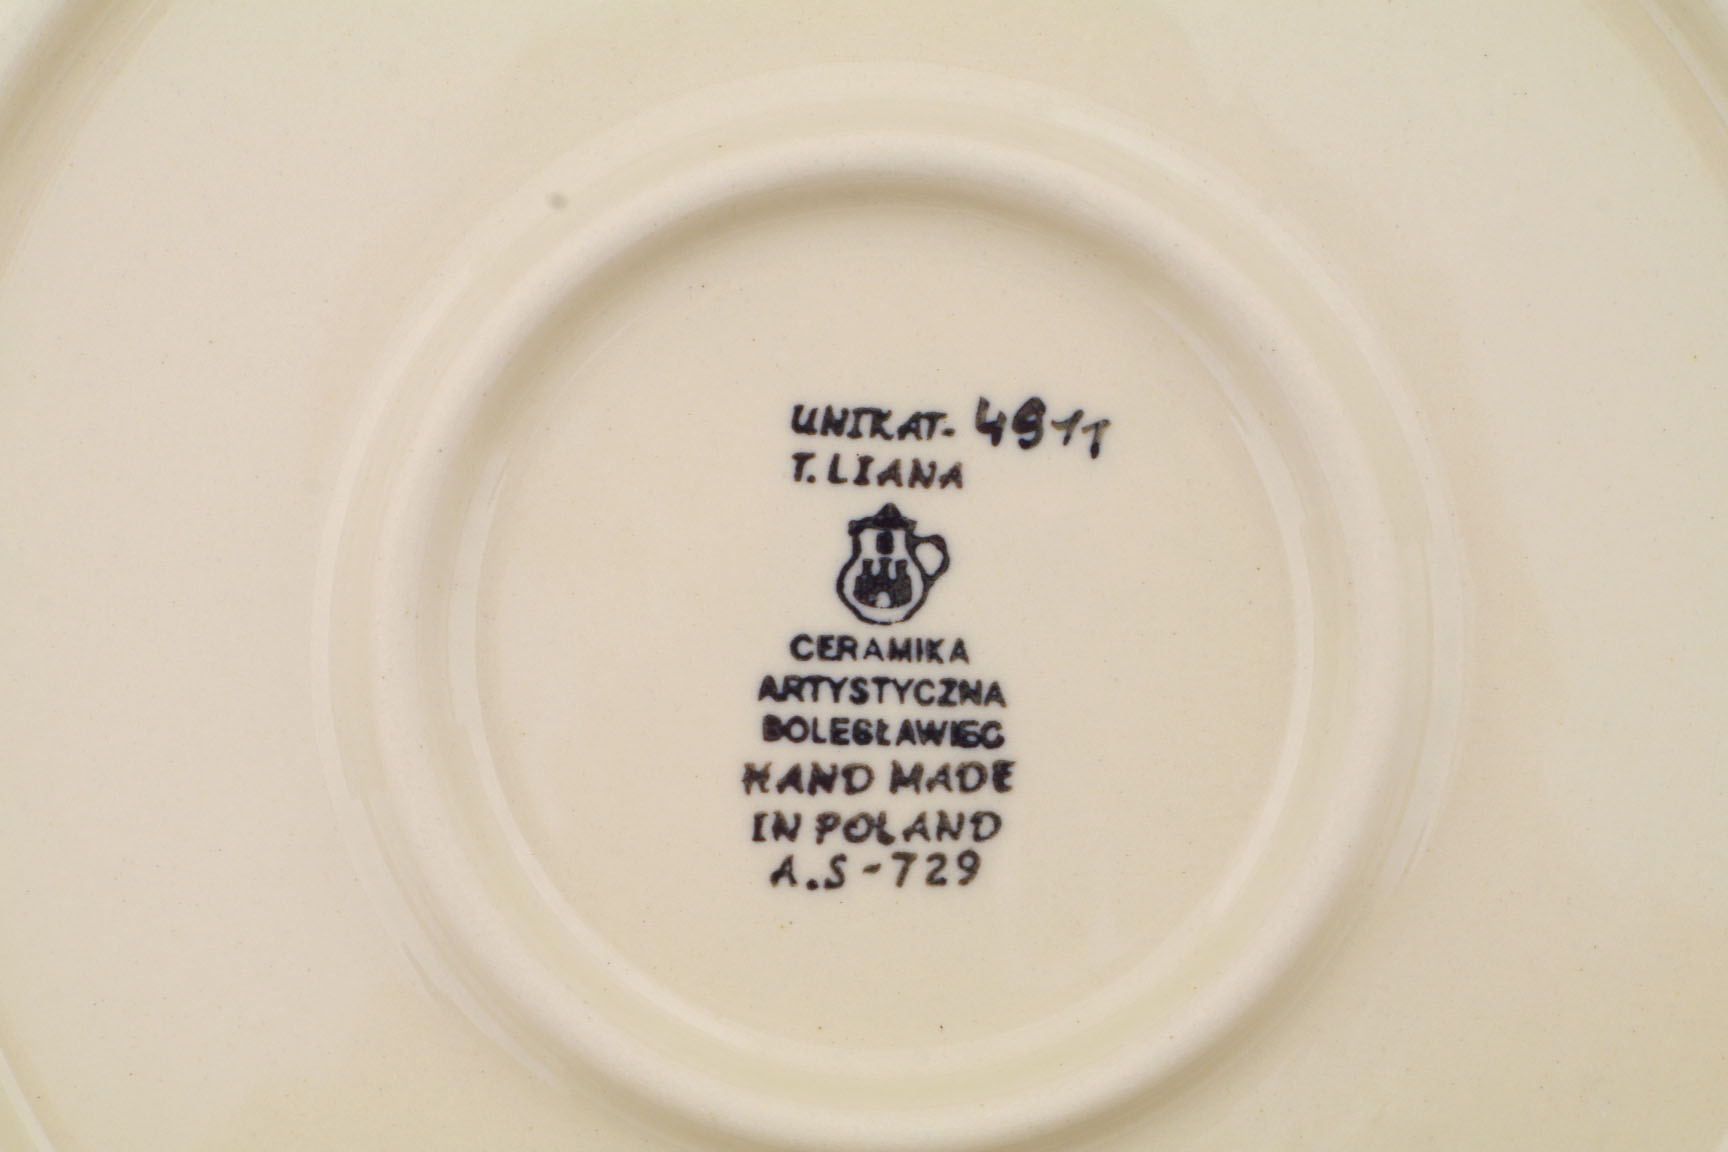 UNIKAT- 4911
T. LIANA
CERAMIKA
ARTYSTYCZNA
BOLESŁAWIEC
HAND MADE
IN POLAND
A.S-729